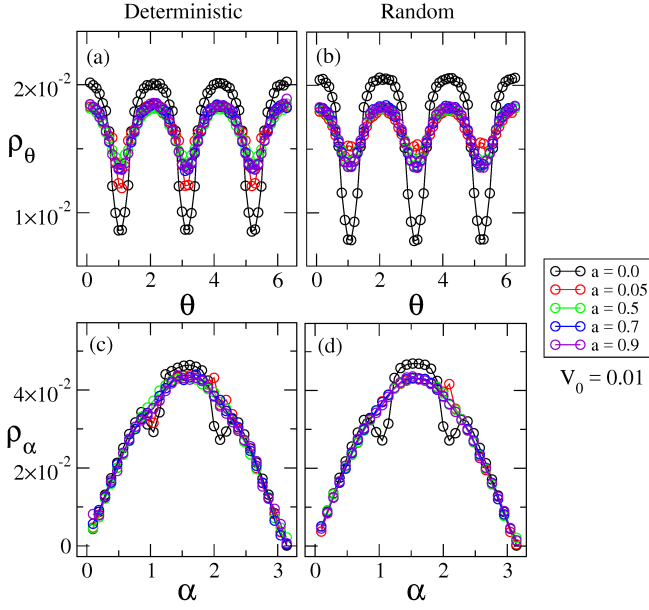 Deterministic Random
(a) (b)
2×10⁻²
ρ_θ
1×10⁻²
0 2 4 6 0 2 4 6
θ θ
a = 0.0
a = 0.05
a = 0.5
a = 0.7
a = 0.9
V₀ = 0.01
(c) (d)
4×10⁻²
ρ_α
2×10⁻²
0
0 1 2 3 0 1 2 3
α α